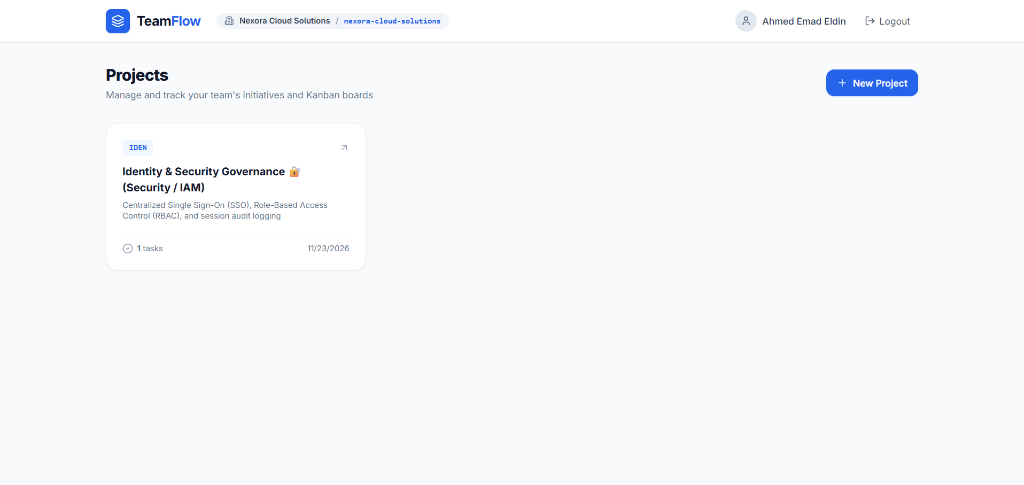 TeamFlow
Nexora Cloud Solutions / nexora-cloud-solutions
Ahmed Emad Eldin
Logout
Projects
Manage and track your team's initiatives and Kanban boards
+ New Project
IDEN
Identity & Security Governance 🔐
(Security / IAM)
Centralized Single Sign-On (SSO), Role-Based Access
Control (RBAC), and session audit logging
1 tasks
11/23/2026